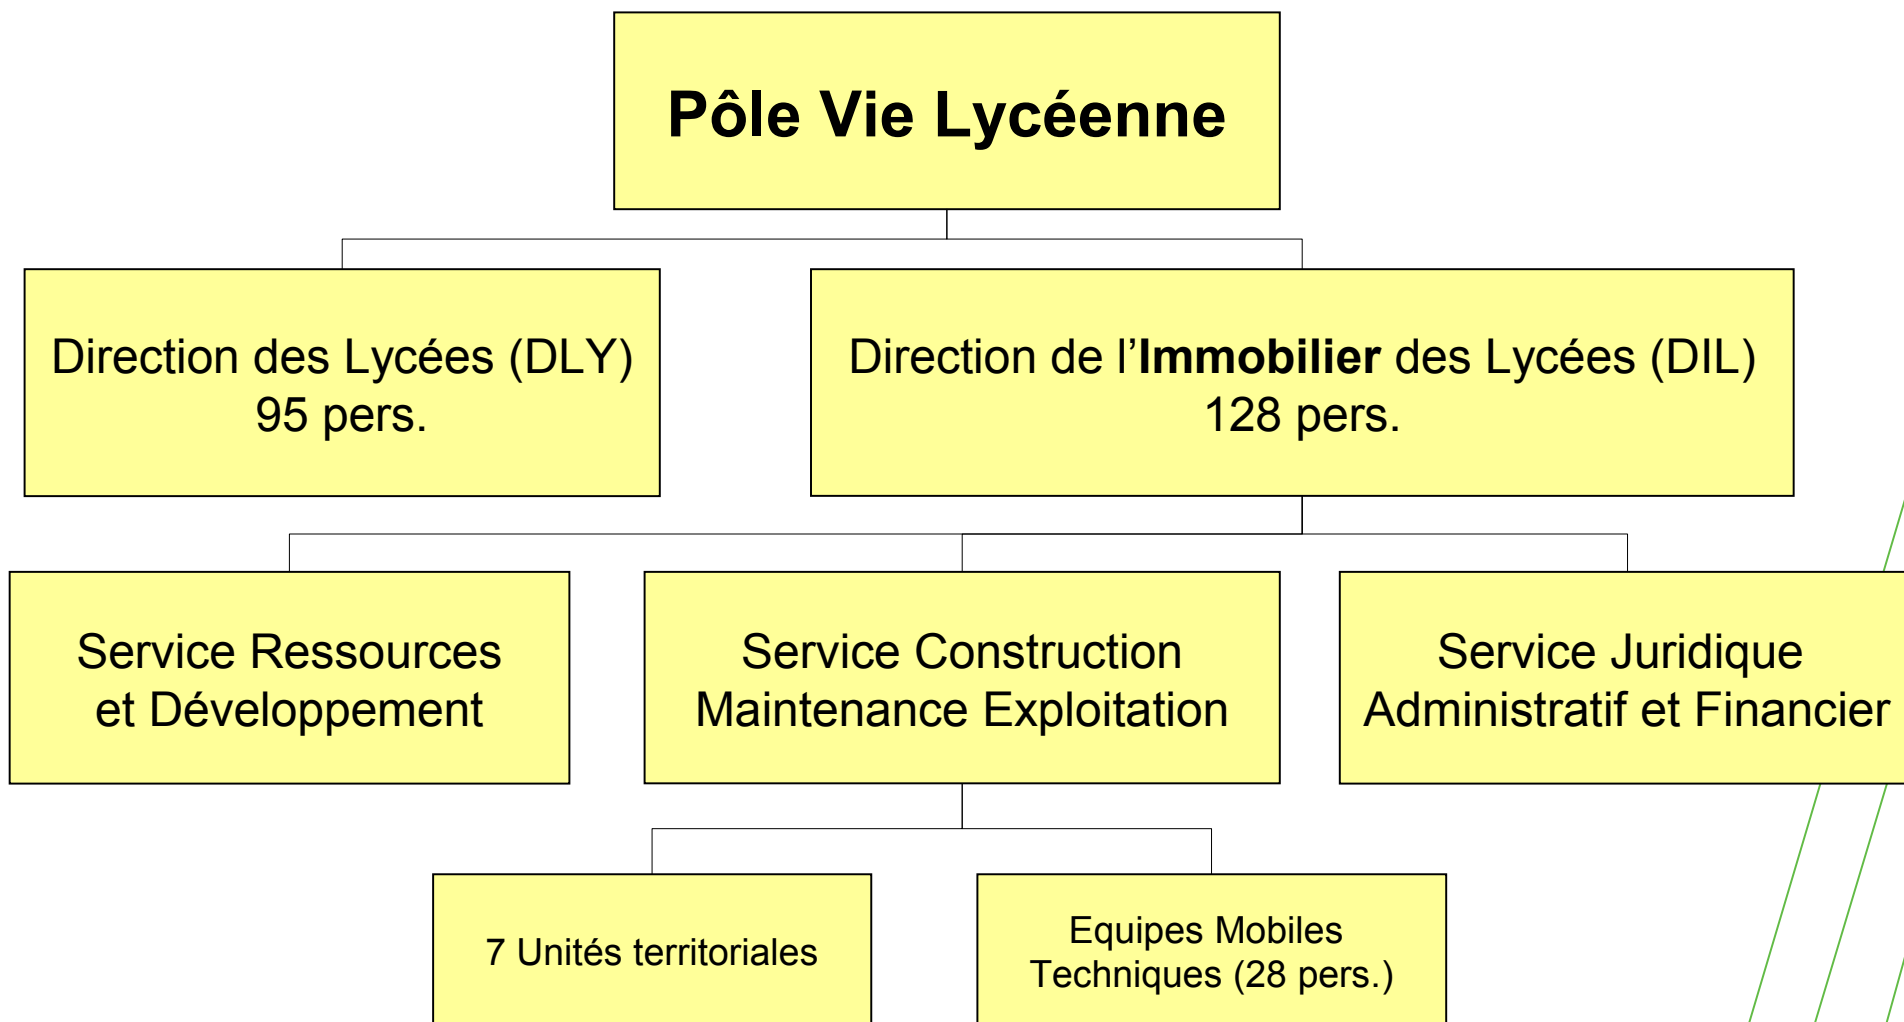 Pôle Vie Lycéenne
Direction des Lycées (DLY)
95 pers.
Direction de l’Immobilier des Lycées (DIL)
128 pers.
Service Ressources
et Développement
Service Construction
Maintenance Exploitation
Service Juridique
Administratif et Financier
7 Unités territoriales
Equipes Mobiles
Techniques (28 pers.)